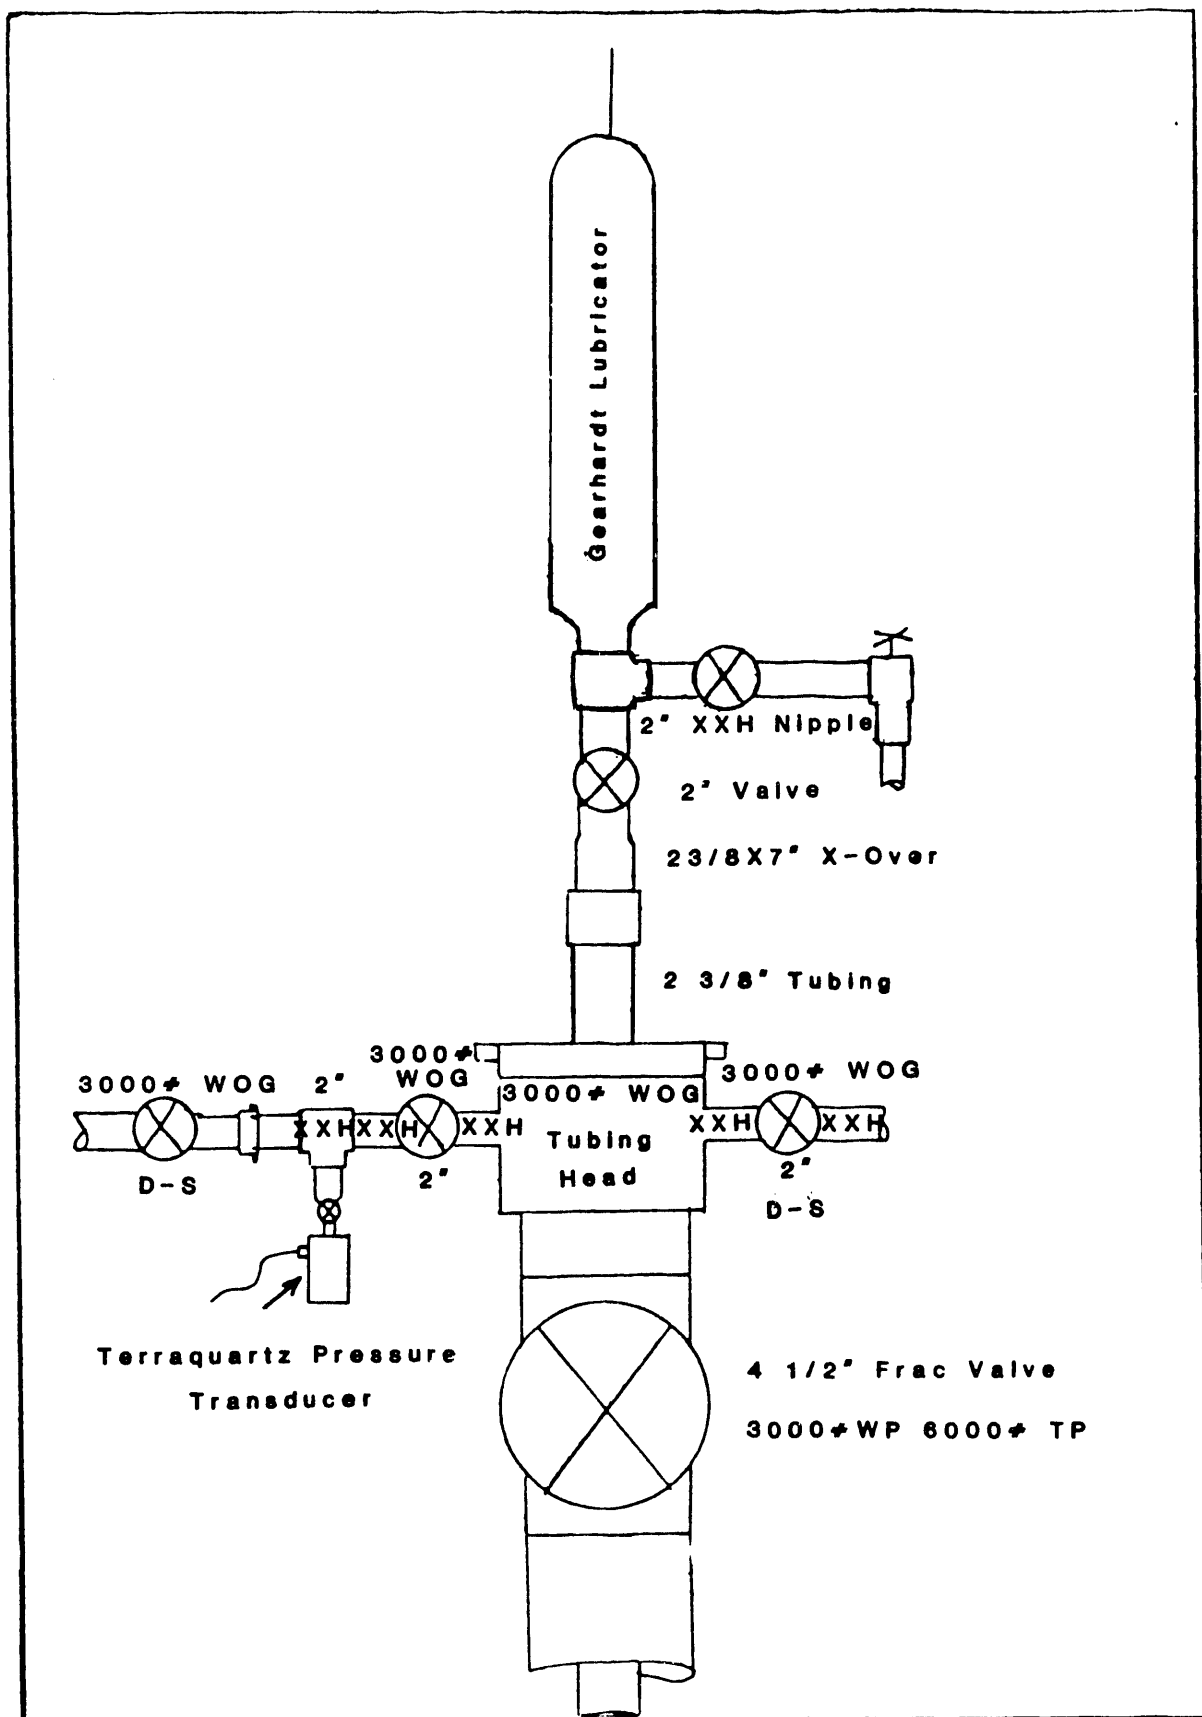 Gearhardt Lubricator
2" XXH Nipple
2" Valve
23/8X7" X-Over
2 3/8" Tubing
3000#
WOG
3000# WOG 2"
3000# WOG
3000# WOG
XXH XXH XXH
XXH XXH
Tubing
Head
D-S
2"
2"
D-S
Terraquartz Pressure
Transducer
4 1/2" Frac Valve
3000#WP 6000# TP